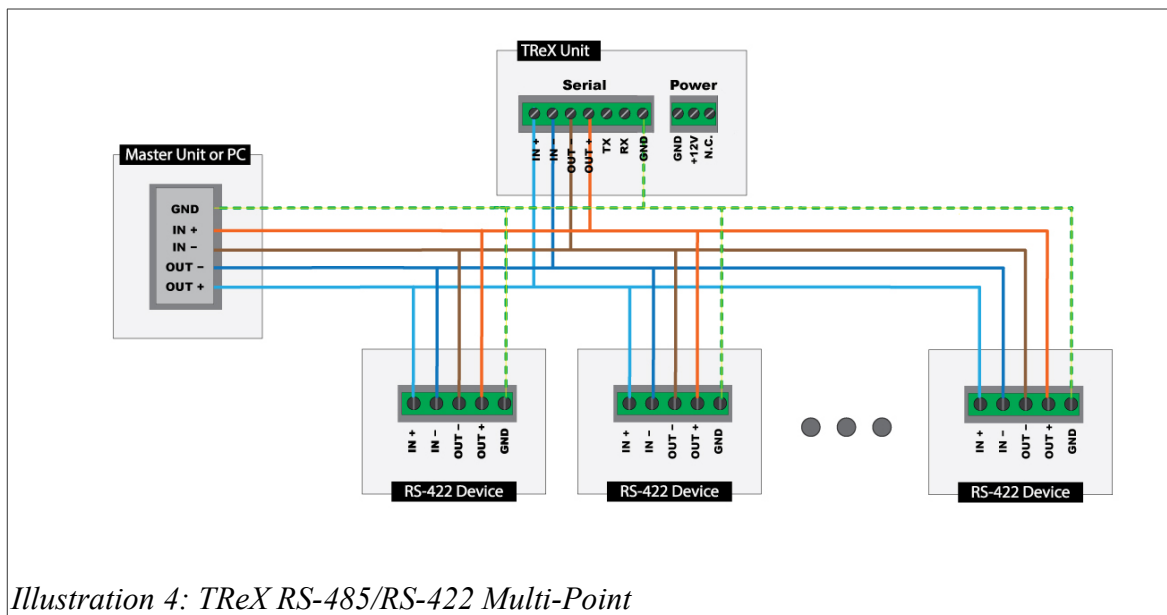 TReX Unit
Serial
Power
IN +
IN −
OUT −
OUT +
TX
RX
GND
GND
+12V
N.C.
Master Unit or PC
GND
IN +
IN −
OUT −
OUT +
IN +
IN −
OUT −
OUT +
GND
RS-422 Device
IN +
IN −
OUT −
OUT +
GND
RS-422 Device
IN +
IN −
OUT −
OUT +
GND
RS-422 Device
Illustration 4: TReX RS-485/RS-422 Multi-Point